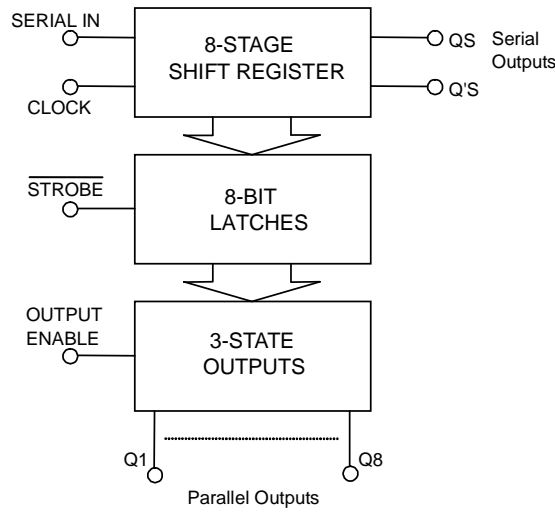 SERIAL IN
CLOCK
8-STAGE
SHIFT REGISTER
QS
Q'S
Serial
Outputs
STROBE
8-BIT
LATCHES
OUTPUT
ENABLE
3-STATE
OUTPUTS
Q1
Q8
Parallel Outputs